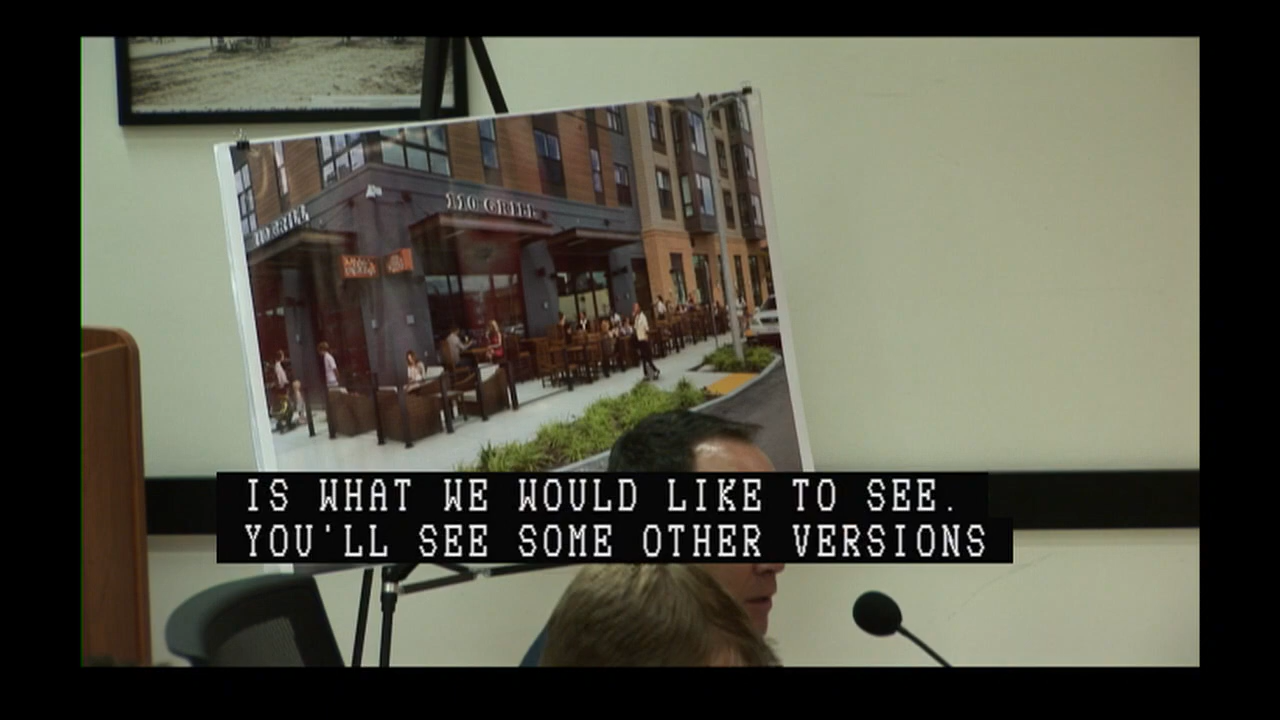 110 GRILL
110 GRILL
IS WHAT WE WOULD LIKE TO SEE.
YOU'LL SEE SOME OTHER VERSIONS